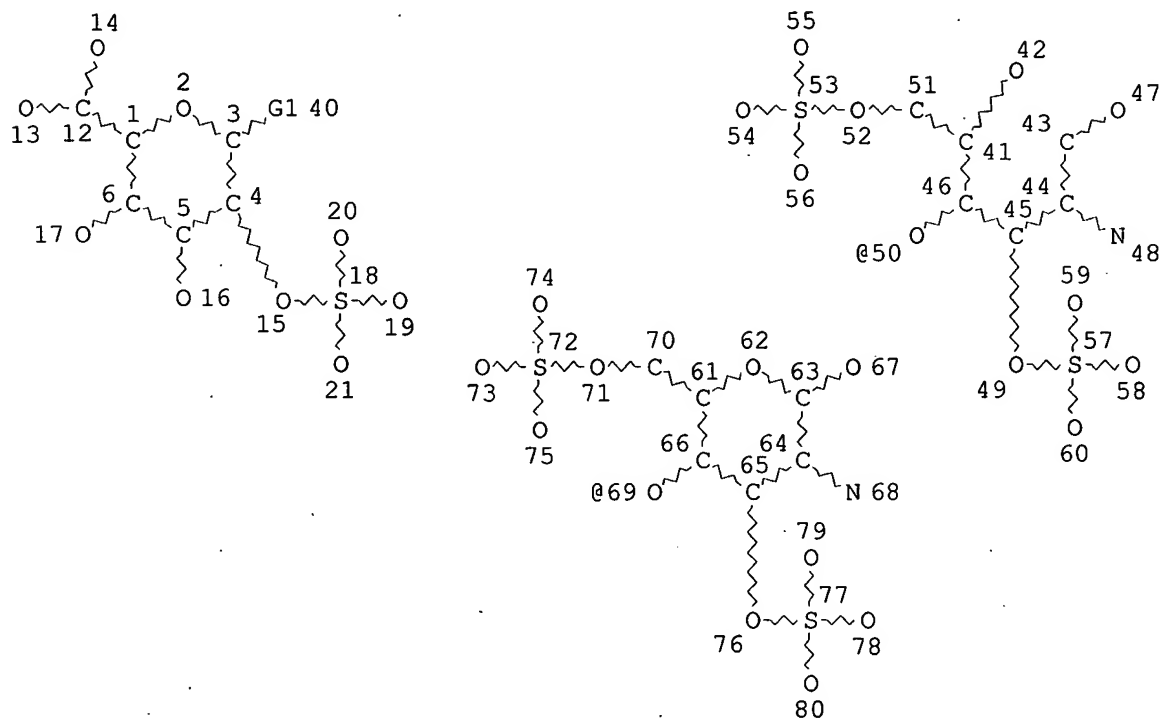 14
O
2
O C 1 O 3 G1 40
13 12 C C
6 5 4
C C 20
17 O C O
18
O 16 O S O
15 19
O
21
55
O 42
53 51 O 47
O S O C 43 O
54 52 C C
O 41
56 46 44
C 45 C
@50 O C N 48
59
O
57
O S O
49 58
O
60
74
O
72 70 62
O S O C 61 O 63 O 67
73 71 C C
O 66 64
75 C 65 C
@69 O C N 68
79
O
77
O S O
76 78
O
80